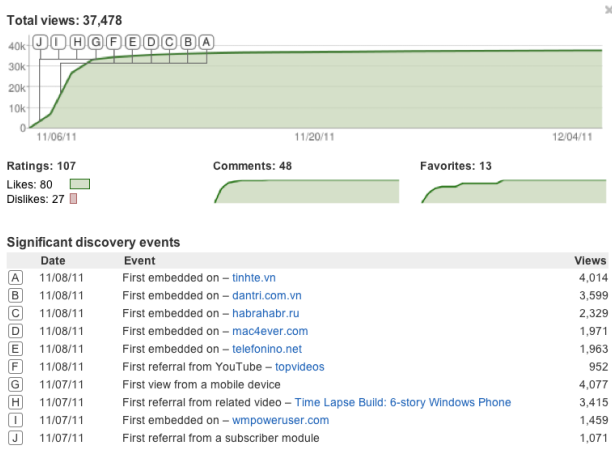 Total views: 37,478
40k
30k
20k
10k
0
J I H G F E D C B A
11/06/11 11/20/11 12/04/11
Ratings: 107 Comments: 48 Favorites: 13
Likes: 80
Dislikes: 27
Significant discovery events
Date Event Views
A 11/08/11 First embedded on – tinhte.vn 4,014
B 11/08/11 First embedded on – dantri.com.vn 3,599
C 11/08/11 First embedded on – habrahabr.ru 2,329
D 11/08/11 First embedded on – mac4ever.com 1,971
E 11/08/11 First embedded on – telefonino.net 1,963
F 11/08/11 First referral from YouTube – topvideos 952
G 11/07/11 First view from a mobile device 4,077
H 11/07/11 First referral from related video – Time Lapse Build: 6-story Windows Phone 3,415
I 11/07/11 First embedded on – wmpoweruser.com 1,459
J 11/07/11 First referral from a subscriber module 1,071